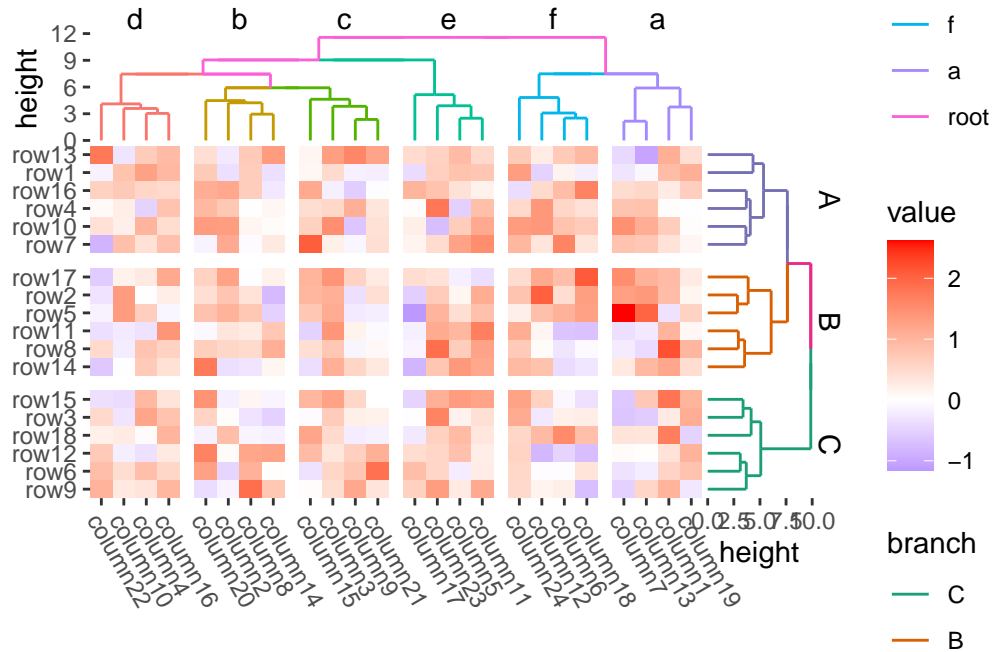 d b c e f a
12
9
6
3
0
height
f
a
root
row13
row1
row16
row4
row10
row7
A
row17
row2
row5
row11
row8
row14
B
row15
row3
row18
row12
row6
row9
C
value
2
1
0
−1
column22
column10
column4
column16
column20
column2
column8
column14
column15
column3
column9
column21
column17
column23
column5
column11
column24
column12
column6
column18
column7
column13
column1
column19
0.0 2.5 5.0 7.5 10.0
height
branch
C
B